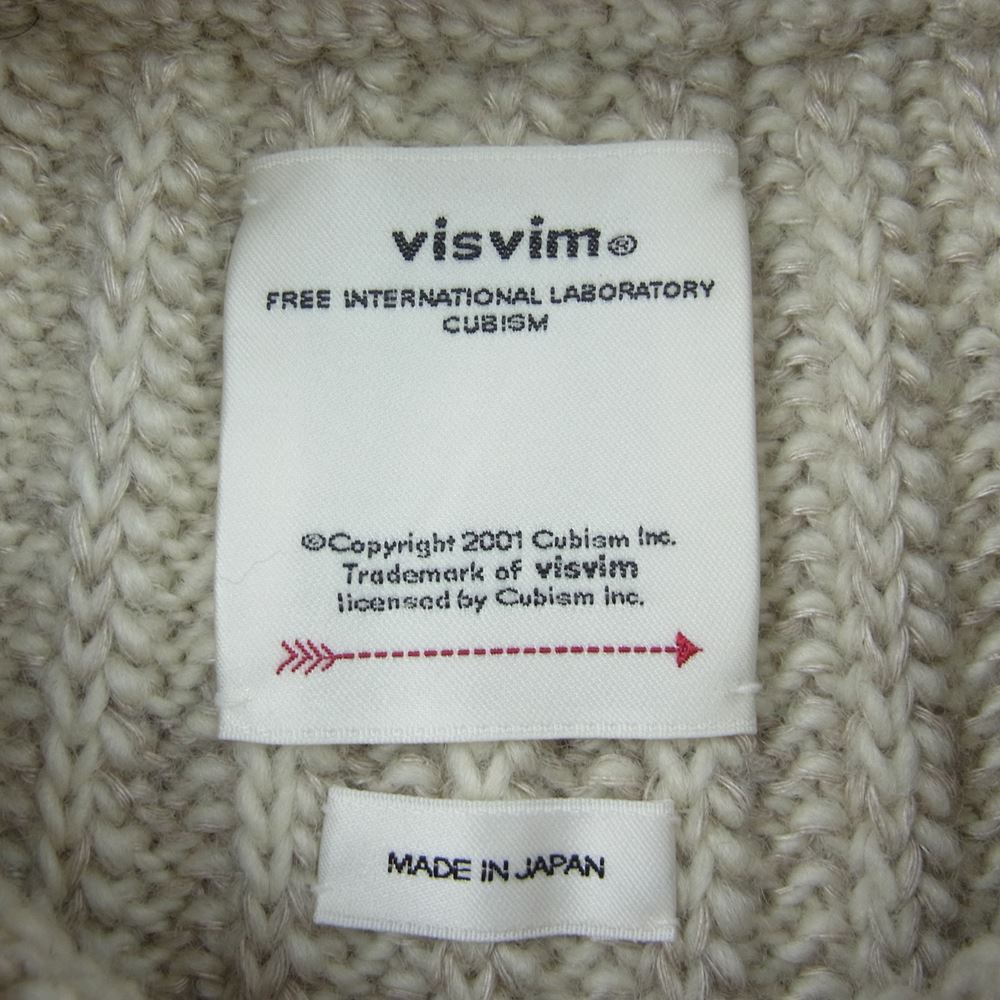 visvim®
FREE INTERNATIONAL LABORATORY
CUBISM
©Copyright 2001 Cubism Inc.
Trademark of visvim
licensed by Cubism Inc.
MADE IN JAPAN